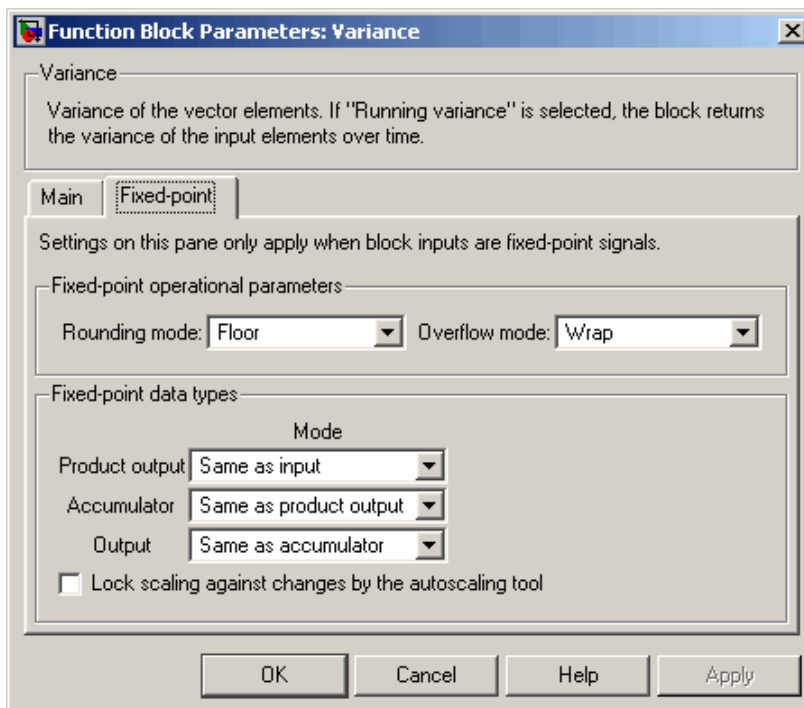 Function Block Parameters: Variance
Variance
Variance of the vector elements. If "Running variance" is selected, the block returns
the variance of the input elements over time.
Main Fixed-point
Settings on this pane only apply when block inputs are fixed-point signals.
Fixed-point operational parameters
Rounding mode: Floor Overflow mode: Wrap
Fixed-point data types
Mode
Product output Same as input
Accumulator Same as product output
Output Same as accumulator
Lock scaling against changes by the autoscaling tool
OK Cancel Help Apply